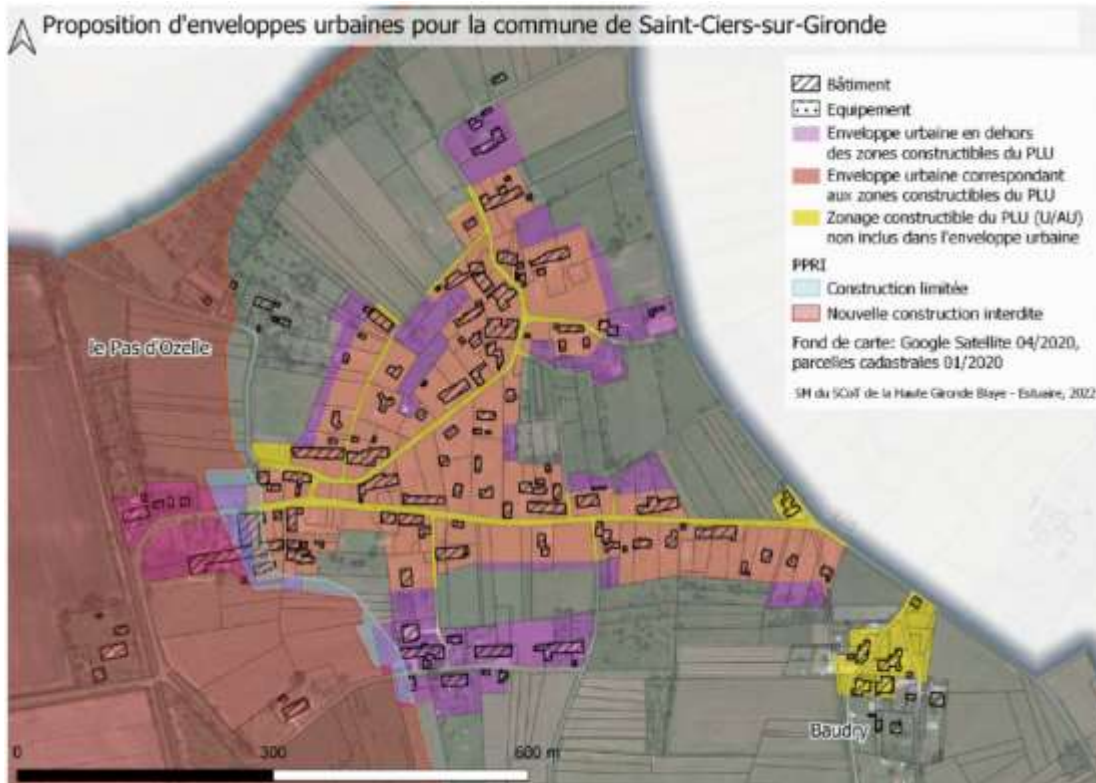 Proposition d'enveloppes urbaines pour la commune de Saint-Ciers-sur-Gironde
Bâtiment
Equipement
Enveloppe urbaine en dehors
des zones constructibles du PLU
Enveloppe urbaine correspondant
aux zones constructibles du PLU
Zonage constructible du PLU (U/AU)
non inclus dans l'enveloppe urbaine
PPRI
Construction limitée
Nouvelle construction interdite
Fond de carte: Google Satellite 04/2020,
parcelles cadastrales 01/2020
SM du SCoT de la Haute Gironde Blaye - Estuaire, 2022
le Pas d'Ozelle
Baudry
0 300 600 m